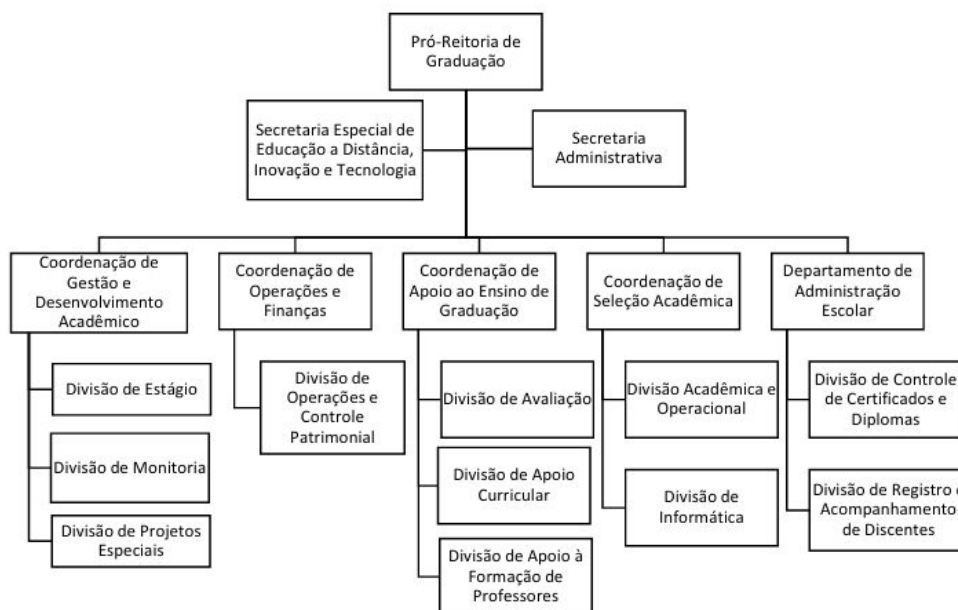 Pró-Reitoria de
Graduação
Secretaria Especial de
Educação a Distância,
Inovação e Tecnologia
Secretaria
Administrativa
Coordenação de
Gestão e
Desenvolvimento
Acadêmico
Coordenação de
Operações e
Finanças
Coordenação de
Apoio ao Ensino de
Graduação
Coordenação de
Seleção Acadêmica
Departamento de
Administração
Escolar
Divisão de Estágio
Divisão de Monitoria
Divisão de Projetos
Especiais
Divisão de
Operações e
Controle
Patrimonial
Divisão de Avaliação
Divisão de Apoio
Curricular
Divisão de Apoio à
Formação de
Professores
Divisão Acadêmica e
Operacional
Divisão de
Informática
Divisão de Controle
de Certificados e
Diplomas
Divisão de Registro e
Acompanhamento
de Discentes